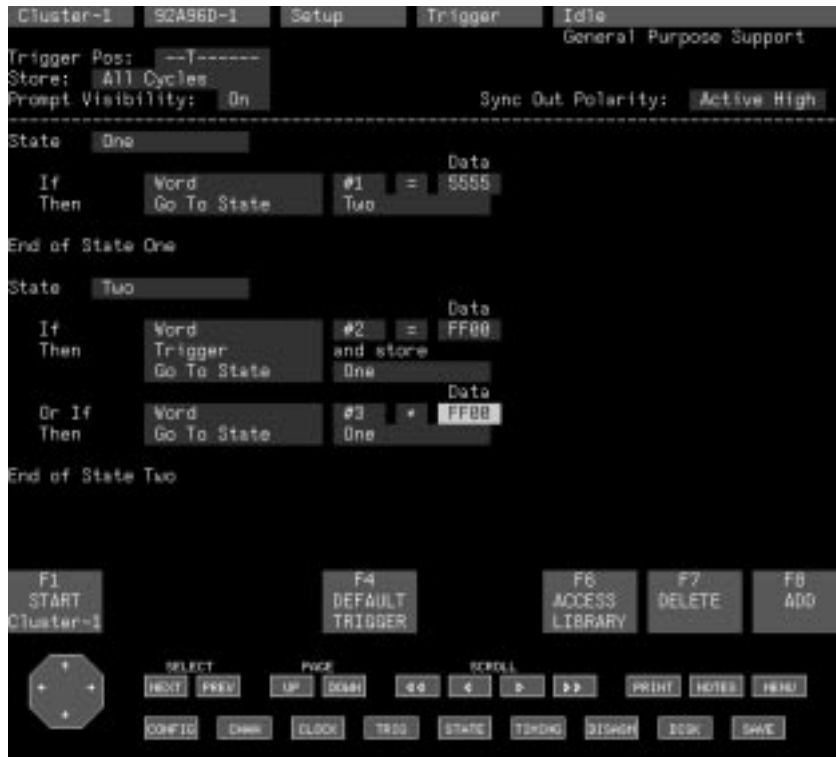 Cluster-1 92A96D-1 Setup Trigger Idle
General Purpose Support
Trigger Pos: --T------
Store: All Cycles
Prompt Visibility: On Sync Out Polarity: Active High
State One
Data
If Word #1 = 5555
Then Go To State Two
End of State One
State Two
Data
If Word #2 = FF00
Then Trigger and store
Go To State One
Data
Or If Word #3 ≠ FF00
Then Go To State One
End of State Two
F1 F4 F6 F7 F8
START DEFAULT ACCESS DELETE ADD
Cluster-1 TRIGGER LIBRARY
SELECT PAGE SCROLL
NEXT PREV UP DOWN PRINT NOTES MENU
CONFIG CHAN CLOCK TRIG STATE TIMING DISASM DISK SAVE